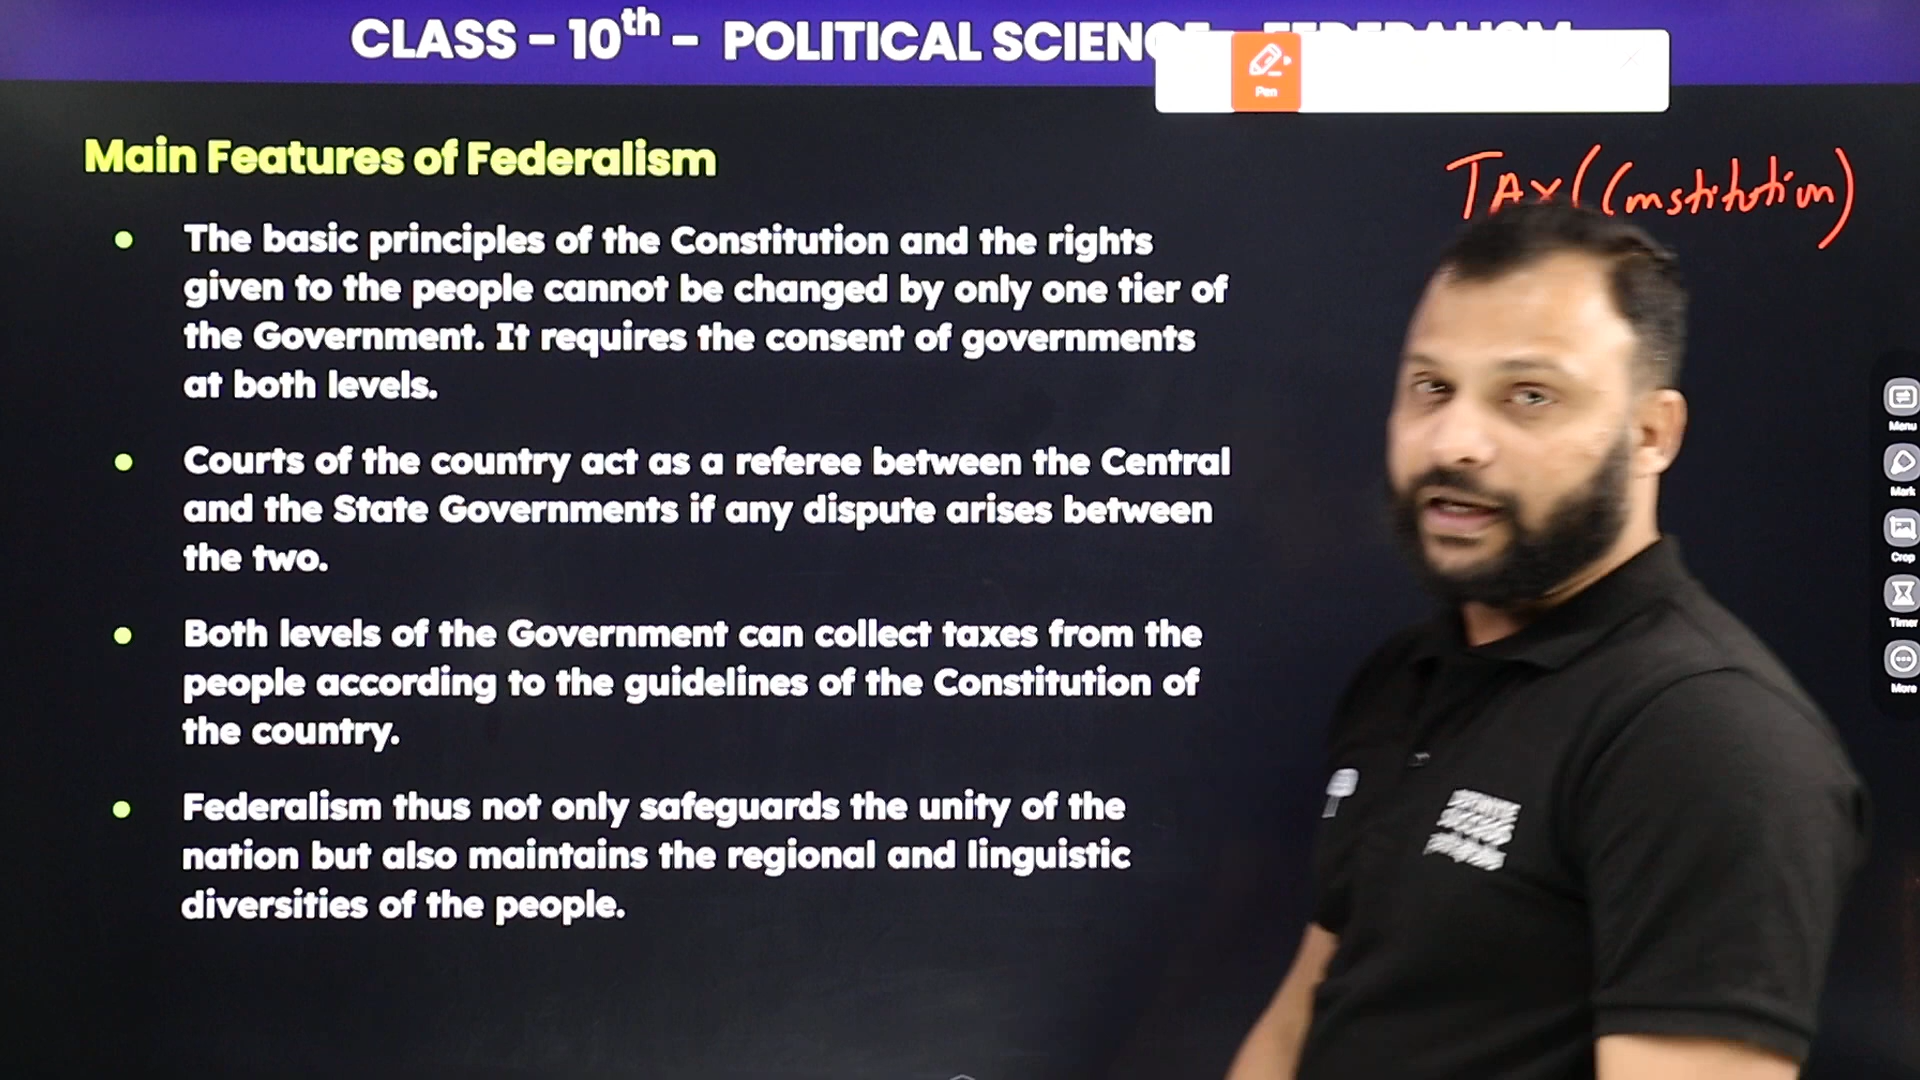 CLASS - 10th - POLITICAL SCIENCE - FEDERALISM
Pen
Main Features of Federalism
TAX (Constitution)
• The basic principles of the Constitution and the rights
given to the people cannot be changed by only one tier of
the Government. It requires the consent of governments
at both levels.
• Courts of the country act as a referee between the Central
and the State Governments if any dispute arises between
the two.
• Both levels of the Government can collect taxes from the
people according to the guidelines of the Constitution of
the country.
• Federalism thus not only safeguards the unity of the
nation but also maintains the regional and linguistic
diversities of the people.
Menu
Mark
Crop
Timer
More